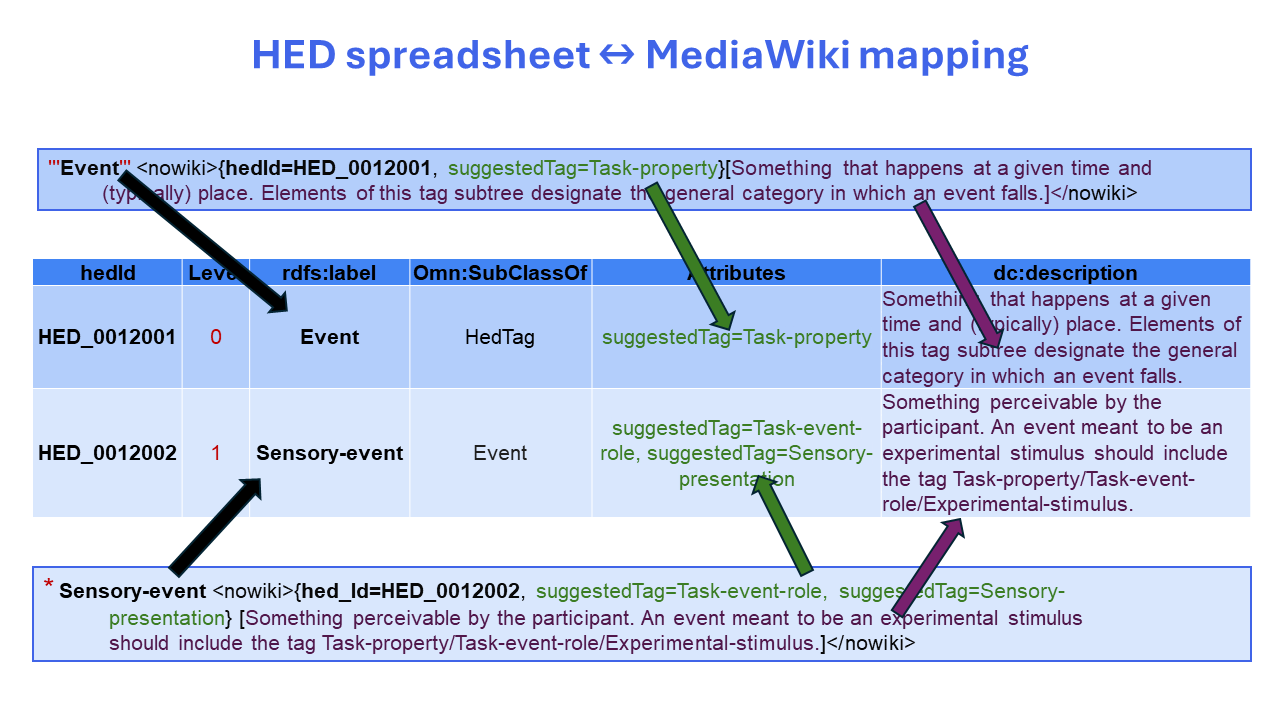 HED spreadsheet ↔ MediaWiki mapping
'''Event''' <nowiki>{hedId=HED_0012001, suggestedTag=Task-property}[Something that happens at a given time and
(typically) place. Elements of this tag subtree designate the general category in which an event falls.]</nowiki>
hedId Level rdfs:label Omn:SubClassOf Attributes dc:description
HED_0012001 0 Event HedTag suggestedTag=Task-property
Something that happens at a given
time and (typically) place. Elements of
this tag subtree designate the general
category in which an event falls.
HED_0012002 1 Sensory-event Event
suggestedTag=Task-event-
role, suggestedTag=Sensory-
presentation
Something perceivable by the
participant. An event meant to be an
experimental stimulus should include
the tag Task-property/Task-event-
role/Experimental-stimulus.
* Sensory-event <nowiki>{hed_Id=HED_0012002, suggestedTag=Task-event-role, suggestedTag=Sensory-
presentation} [Something perceivable by the participant. An event meant to be an experimental stimulus
should include the tag Task-property/Task-event-role/Experimental-stimulus.]</nowiki>